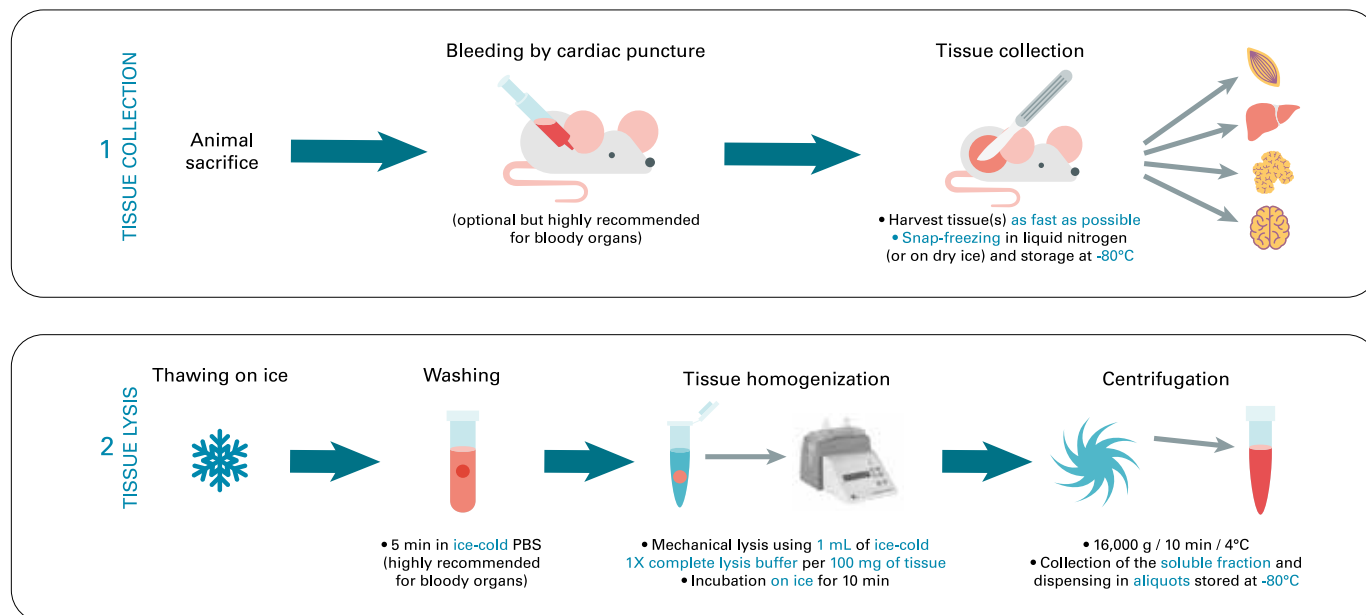 1
TISSUE COLLECTION
Animal
sacrifice
Bleeding by cardiac puncture
(optional but highly recommended
for bloody organs)
Tissue collection
• Harvest tissue(s) as fast as possible
• Snap-freezing in liquid nitrogen
(or on dry ice) and storage at -80°C
2
TISSUE LYSIS
Thawing on ice
Washing
• 5 min in ice-cold PBS
(highly recommended
for bloody organs)
Tissue homogenization
• Mechanical lysis using 1 mL of ice-cold
1X complete lysis buffer per 100 mg of tissue
• Incubation on ice for 10 min
Centrifugation
• 16,000 g / 10 min / 4°C
• Collection of the soluble fraction and
dispensing in aliquots stored at -80°C